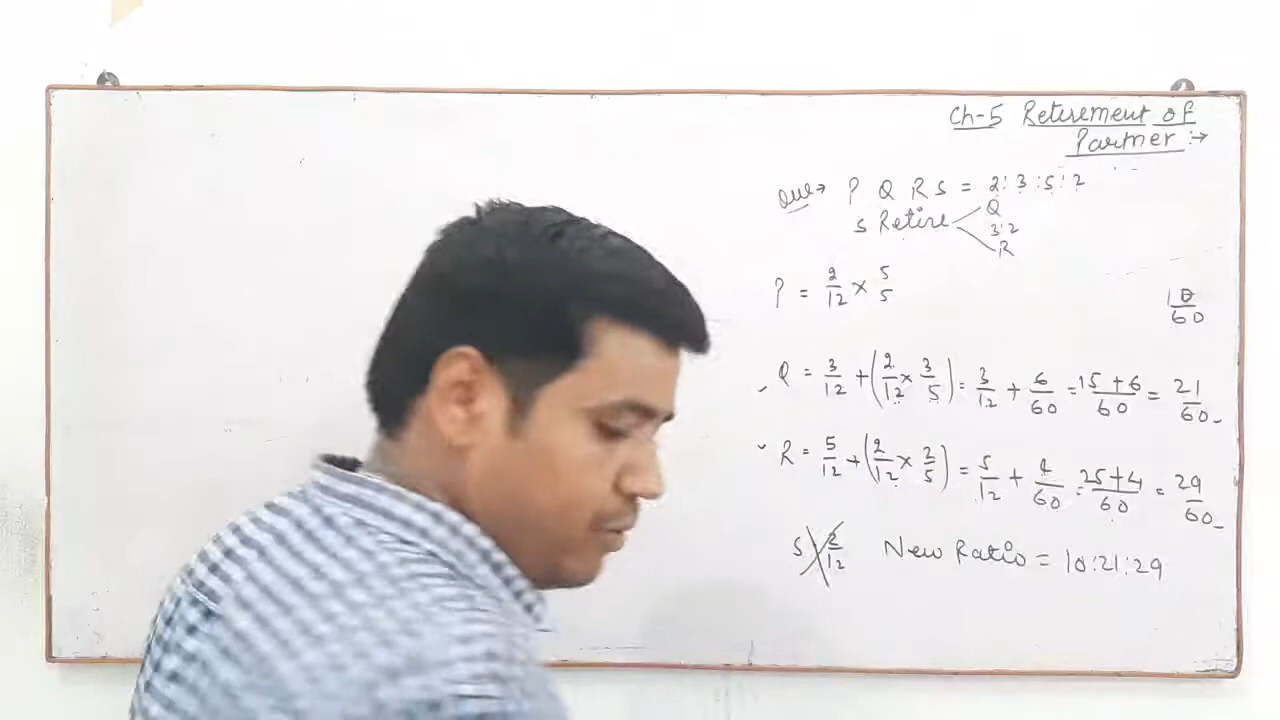 Ch-5 Retirement of
Partner :→
Que→ P Q R S = 2:3:5:2
S Retire Q
3:2
R
P = 2/12 × 5/5 10/60
Q = 3/12 + (2/12 × 3/5) = 3/12 + 6/60 = 15+6/60 = 21/60
R = 5/12 + (2/12 × 2/5) = 5/12 + 4/60 = 25+4/60 = 29/60
S 2/12 New Ratio = 10:21:29